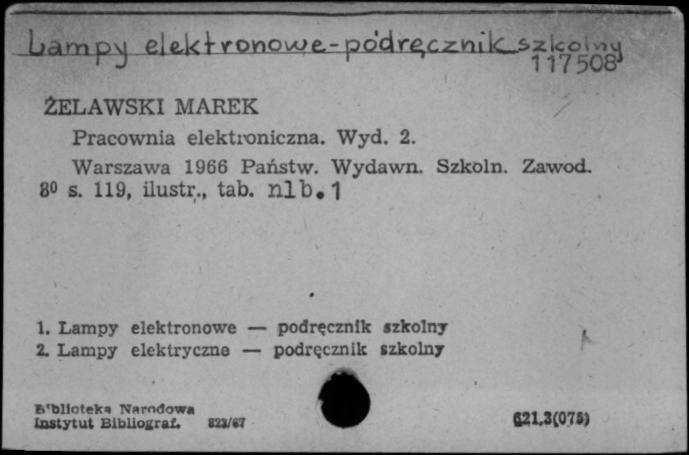 Lampy elektronowe - podręcznik szkolny
117508
ŻELAWSKI MAREK
Pracownia elektroniczna. Wyd. 2.
Warszawa 1966 Państw. Wydawn. Szkoln. Zawod.
8⁰ s. 119, ilustr., tab. nlb. 1
1. Lampy elektronowe — podręcznik szkolny
2. Lampy elektryczne — podręcznik szkolny
Biblioteka Narodowa
Instytut Bibliograf. 823/67
621.3(075)